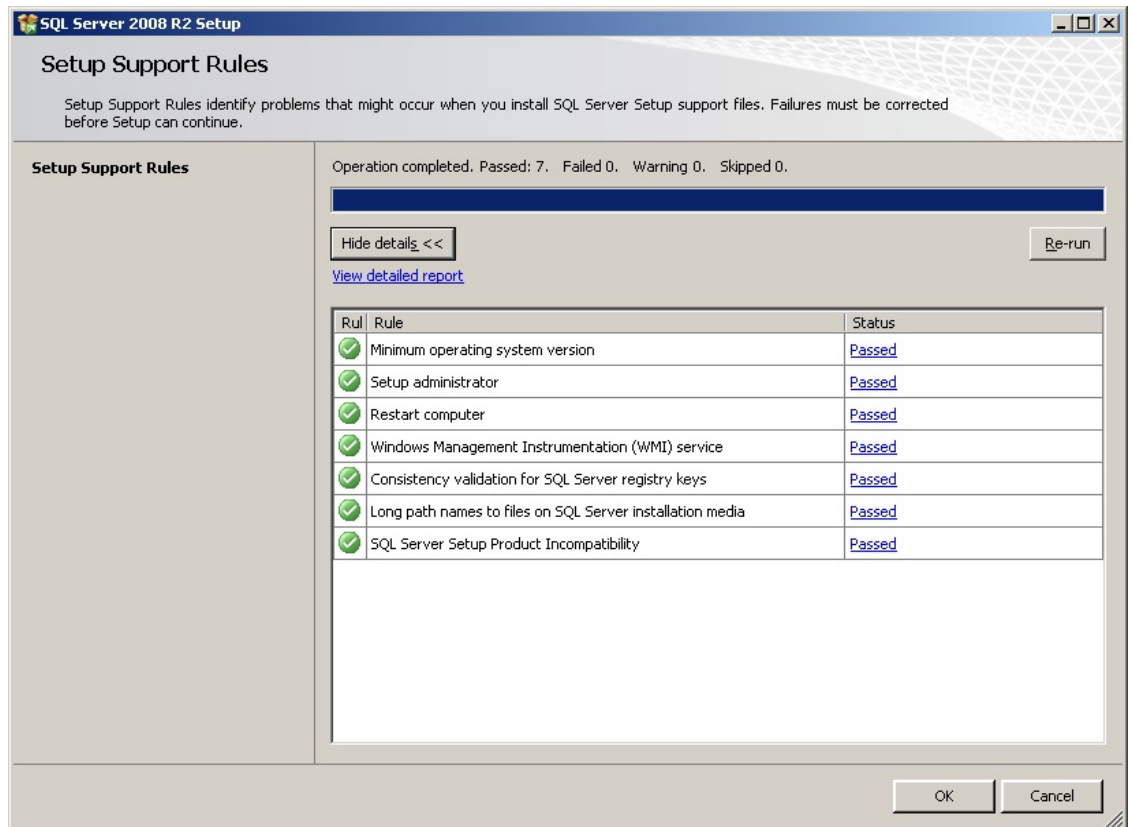 SQL Server 2008 R2 Setup
Setup Support Rules
Setup Support Rules identify problems that might occur when you install SQL Server Setup support files. Failures must be corrected
before Setup can continue.
Setup Support Rules
Operation completed. Passed: 7. Failed 0. Warning 0. Skipped 0.
Hide details <<
Re-run
View detailed report
Rul Rule Status
Minimum operating system version Passed
Setup administrator Passed
Restart computer Passed
Windows Management Instrumentation (WMI) service Passed
Consistency validation for SQL Server registry keys Passed
Long path names to files on SQL Server installation media Passed
SQL Server Setup Product Incompatibility Passed
OK Cancel